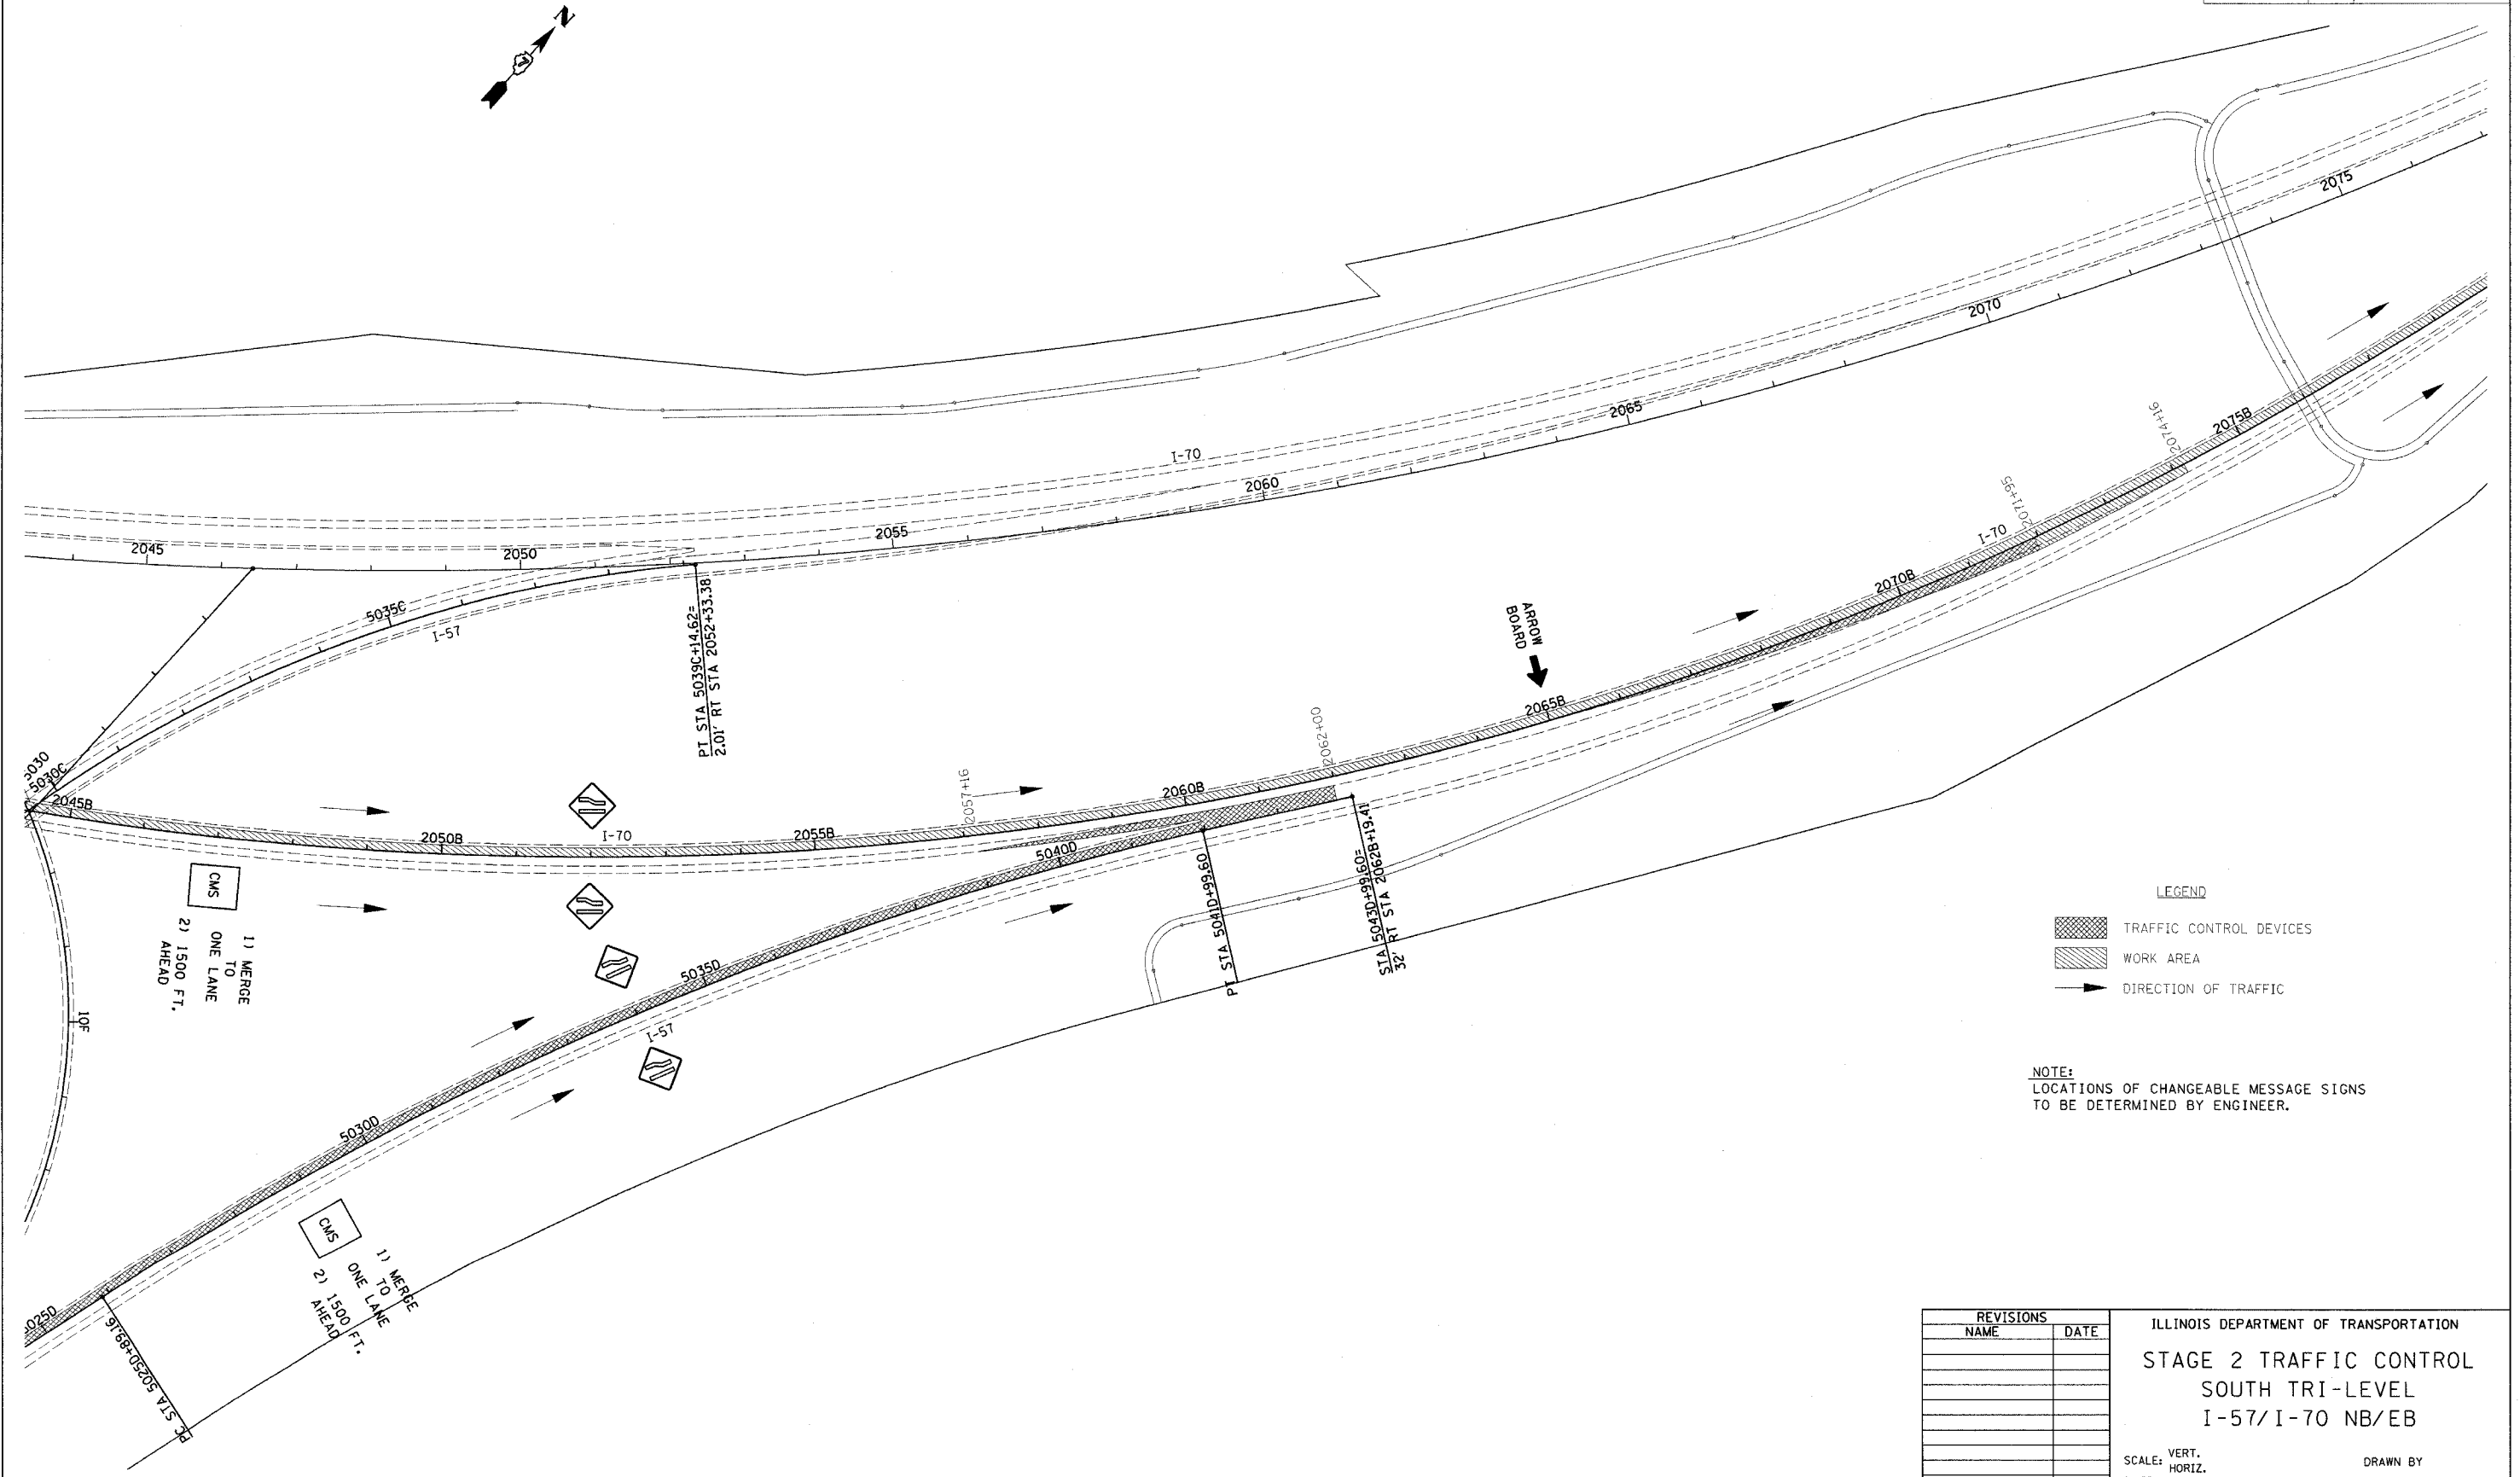 N
7
2075
2070
2065
I-70
2060
2055
2050
2045
5035C
I-57
PT STA 5039C+14.62=
2.01' RT STA 2052+33.38
5030
5030C
2045B
2050B
I-70
2055B
2057+16
2060B
2062+00
ARROW
BOARD
2065B
2070B
I-70
2071+95
2074+16
2075B
CMS
1) MERGE
TO
ONE LANE
2) 1500 FT.
AHEAD
10F
5040D
5035D
I-57
5030D
5025D
PT STA 5041D+99.60
STA 5043D+99.60=
32' RT STA 2062B+19.41
CMS
1) MERGE
TO
ONE LANE
2) 1500 FT.
AHEAD
PC STA 5025D+89.16
LEGEND
TRAFFIC CONTROL DEVICES
WORK AREA
DIRECTION OF TRAFFIC
NOTE:
LOCATIONS OF CHANGEABLE MESSAGE SIGNS
TO BE DETERMINED BY ENGINEER.
REVISIONS
NAME DATE
ILLINOIS DEPARTMENT OF TRANSPORTATION
STAGE 2 TRAFFIC CONTROL
SOUTH TRI-LEVEL
I-57/I-70 NB/EB
SCALE: VERT.
HORIZ.
DRAWN BY